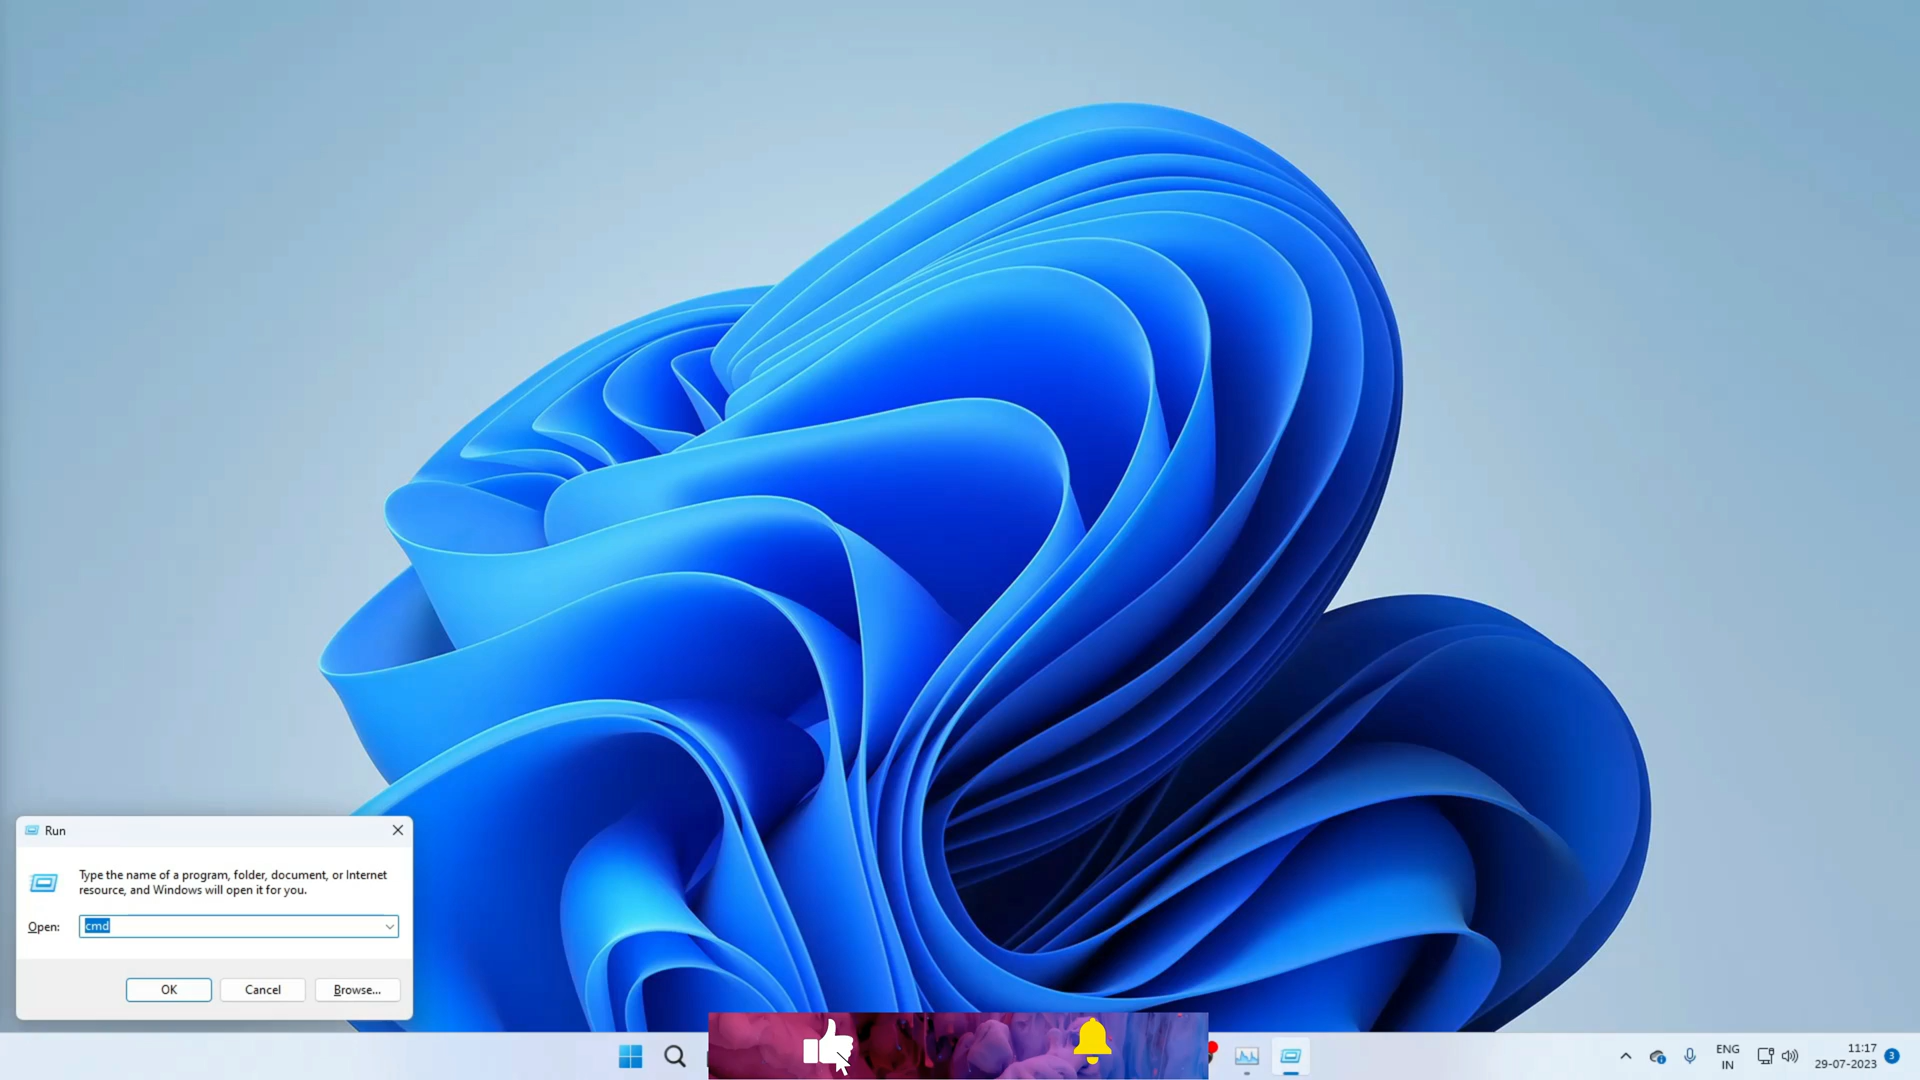 Run
Type the name of a program, folder, document, or Internet
resource, and Windows will open it for you.
Open:
cmd
OK
Cancel
Browse...
ENG
IN
11:17
29-07-2023
3